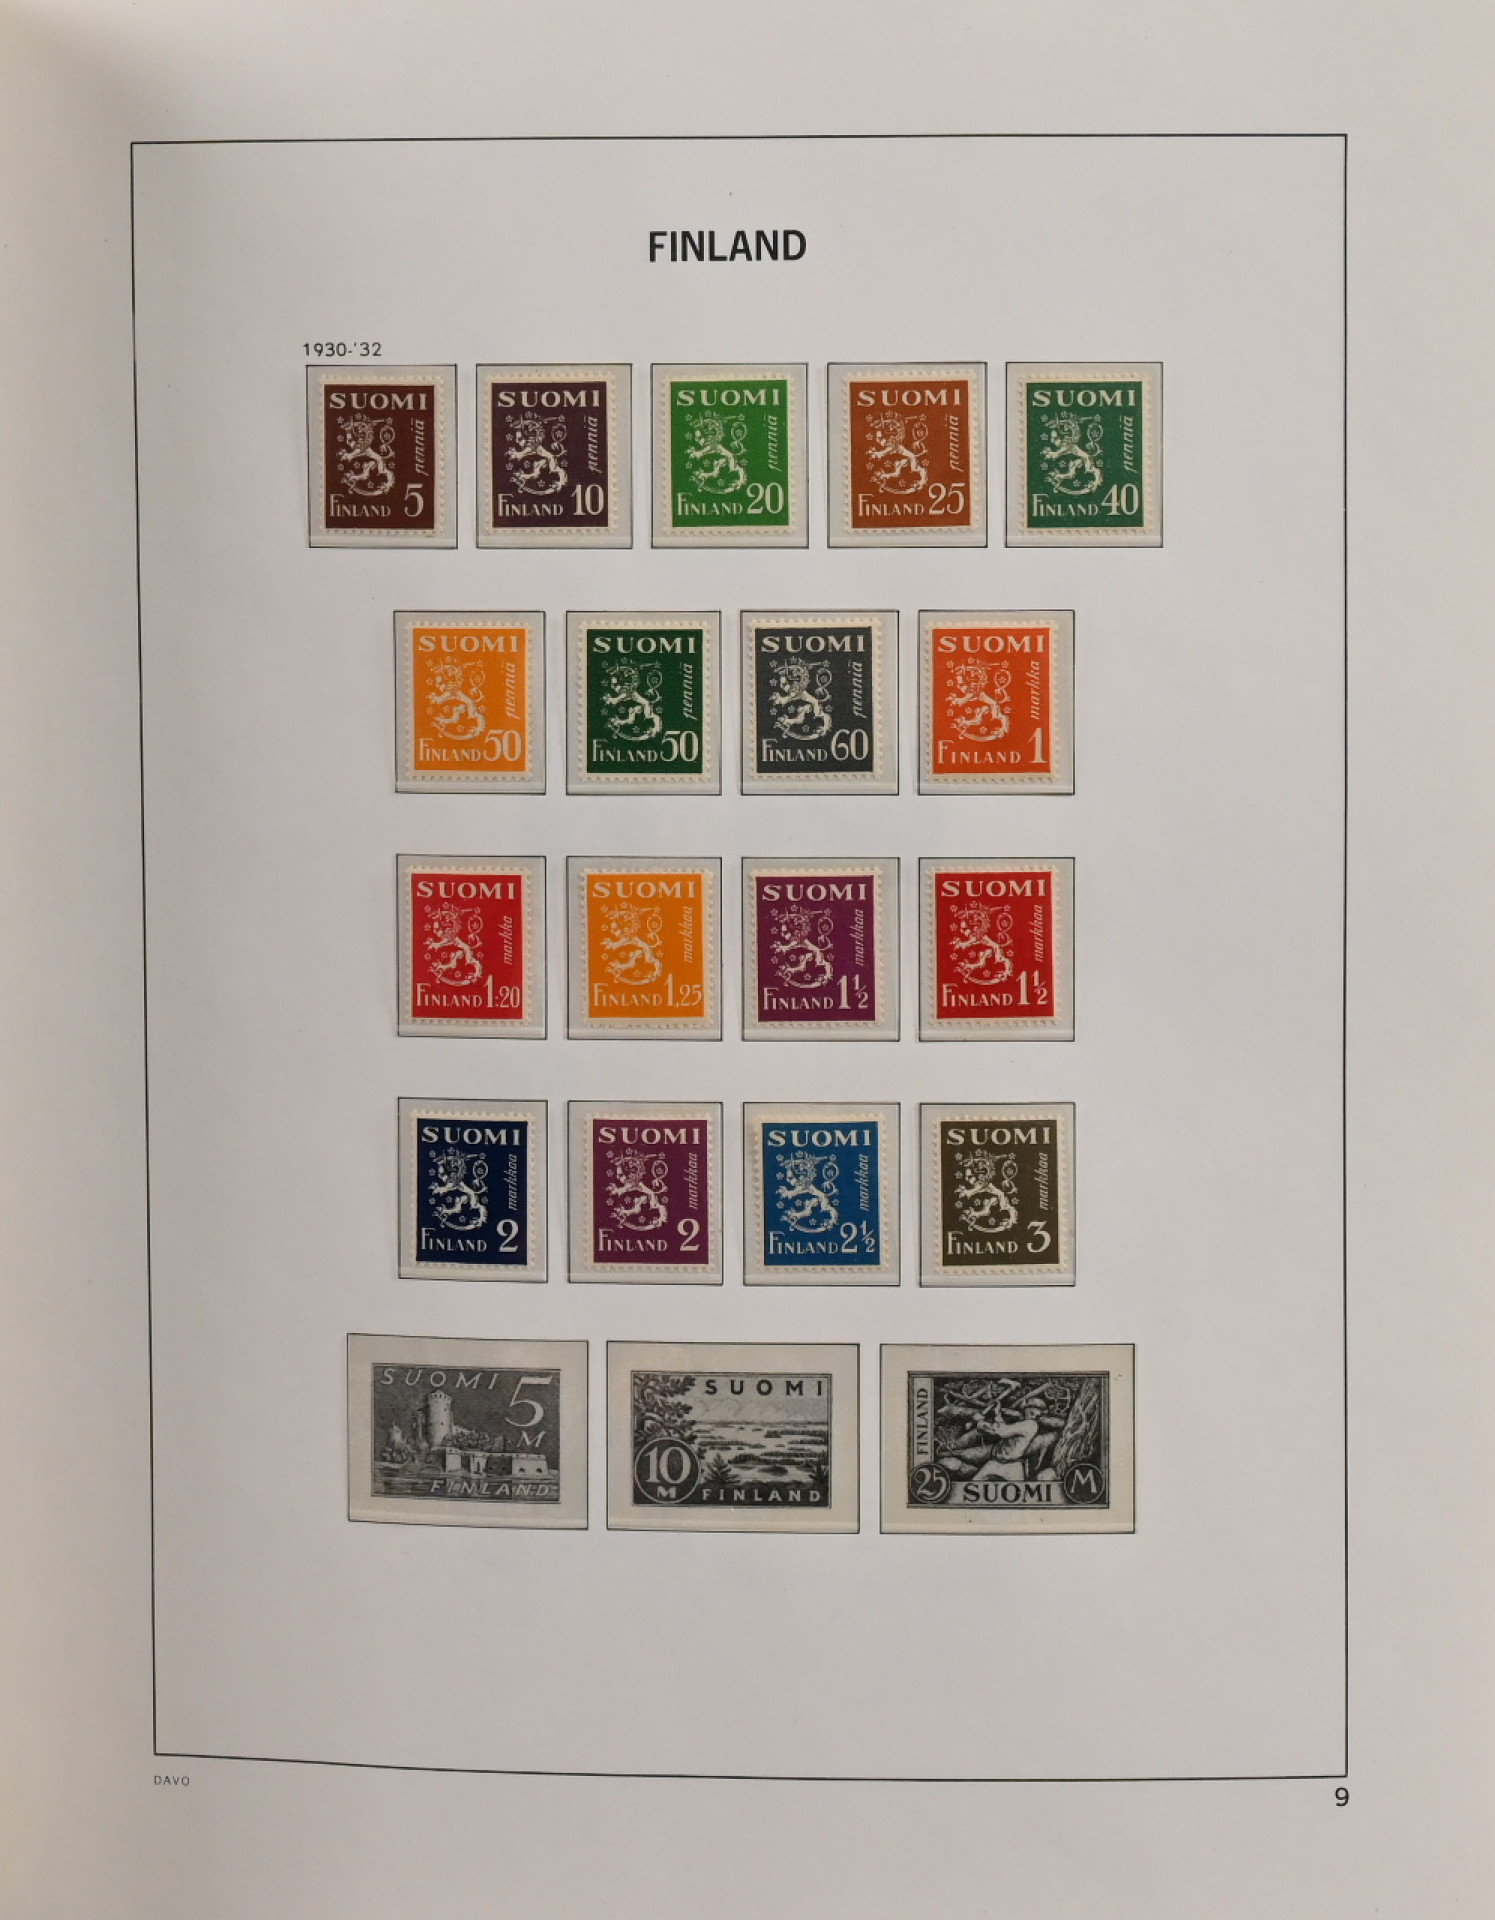 FINLAND
1930-'32
SUOMI penniä FINLAND 5
SUOMI penniä FINLAND 10
SUOMI penniä FINLAND 20
SUOMI penniä FINLAND 25
SUOMI penniä FINLAND 40
SUOMI penniä FINLAND 50
SUOMI penniä FINLAND 50
SUOMI penniä FINLAND 60
SUOMI markka FINLAND 1
SUOMI markka FINLAND 1:20
SUOMI markkaa FINLAND 1,25
SUOMI markkaa FINLAND 1½
SUOMI markkaa FINLAND 1½
SUOMI markkaa FINLAND 2
SUOMI markkaa FINLAND 2
SUOMI markkaa FINLAND 2½
SUOMI markkaa FINLAND 3
SUOMI 5 M FINLAND
SUOMI 10 M FINLAND
FINLAND 25 SUOMI M
DAVO
9